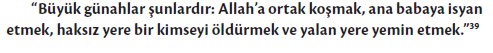 “Büyük günahlar şunlardır: Allah’a ortak koşmak, ana babaya isyan
etmek, haksız yere bir kimseyi öldürmek ve yalan yere yemin etmek.”39